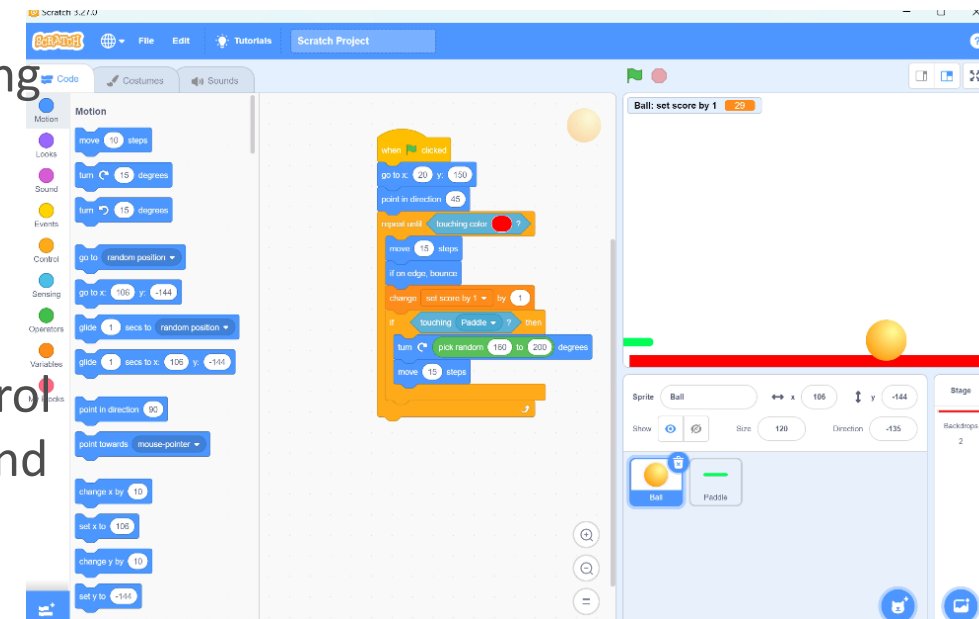 Scratch 3.27.0
SCRATCH File Edit Tutorials Scratch Project
ng
Code Costumes Sounds
Motion
Looks
Sound
Events
Control
Sensing
Operators
Variables
My Blocks
rol
nd
Motion
move 10 steps
turn 15 degrees
turn 15 degrees
go to random position
go to x: 106 y: -144
glide 1 secs to random position
glide 1 secs to x: 106 y: -144
point in direction 90
point towards mouse-pointer
change x by 10
set x to 106
change y by 10
set y to -144
when clicked
go to x: 20 y: 150
point in direction 45
repeat until touching color ?
move 15 steps
if on edge, bounce
change set score by 1 by 1
if touching Paddle ? then
turn pick random 160 to 200 degrees
move 15 steps
Ball: set score by 1 29
Sprite Ball x 106 y -144
Show Size 120 Direction -135
Ball
Paddle
Stage
Backdrops
2